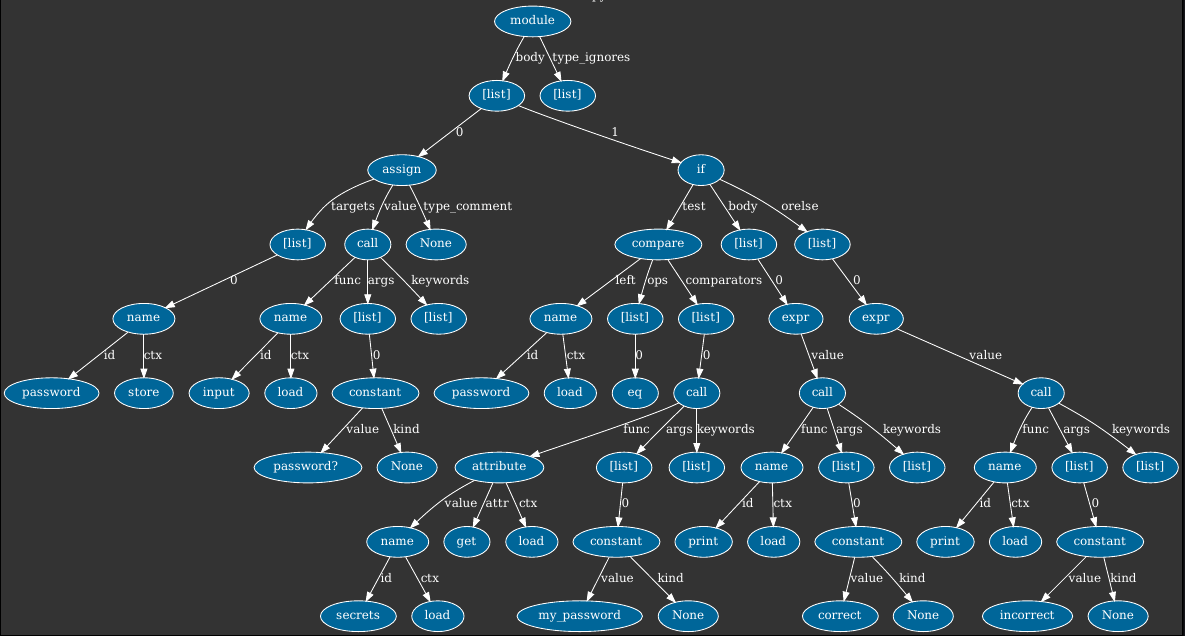 module
body type_ignores
[list] [list]
0 1
assign if
targets value type_comment test body orelse
[list] call None compare [list] [list]
0 func args keywords left ops comparators 0 0
name name [list] [list] name [list] [list] expr expr
id ctx id ctx 0 id ctx 0 0 value value
password store input load constant password load eq call call call
value kind func args keywords func args keywords func args keywords
password? None attribute [list] [list] name [list] [list] name [list] [list]
value attr ctx 0 id ctx 0 id ctx 0
name get load constant print load constant print load constant
id ctx value kind value kind value kind
secrets load my_password None correct None incorrect None